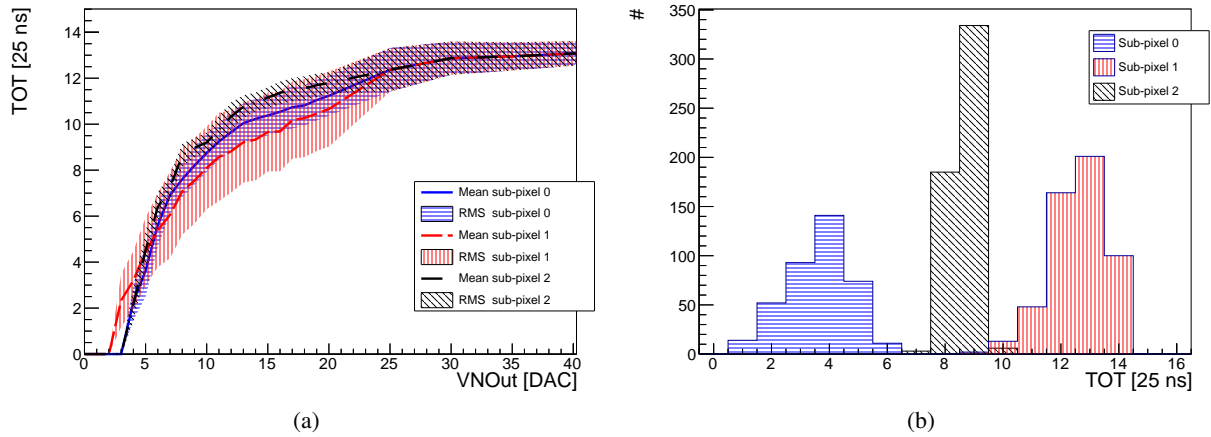 TOT [25 ns]
14
12
10
8
6
4
2
0
0 5 10 15 20 25 30 35 40
VNOut [DAC]
Mean sub-pixel 0
RMS sub-pixel 0
Mean sub-pixel 1
RMS sub-pixel 1
Mean sub-pixel 2
RMS sub-pixel 2
(a)
#
350
300
250
200
150
100
50
0
0 2 4 6 8 10 12 14 16
TOT [25 ns]
Sub-pixel 0
Sub-pixel 1
Sub-pixel 2
(b)